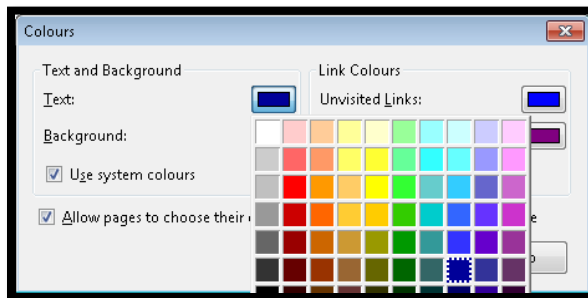 Colours
Text and Background
Link Colours
Text:
Unvisited Links:
Background:
Use system colours
Allow pages to choose their